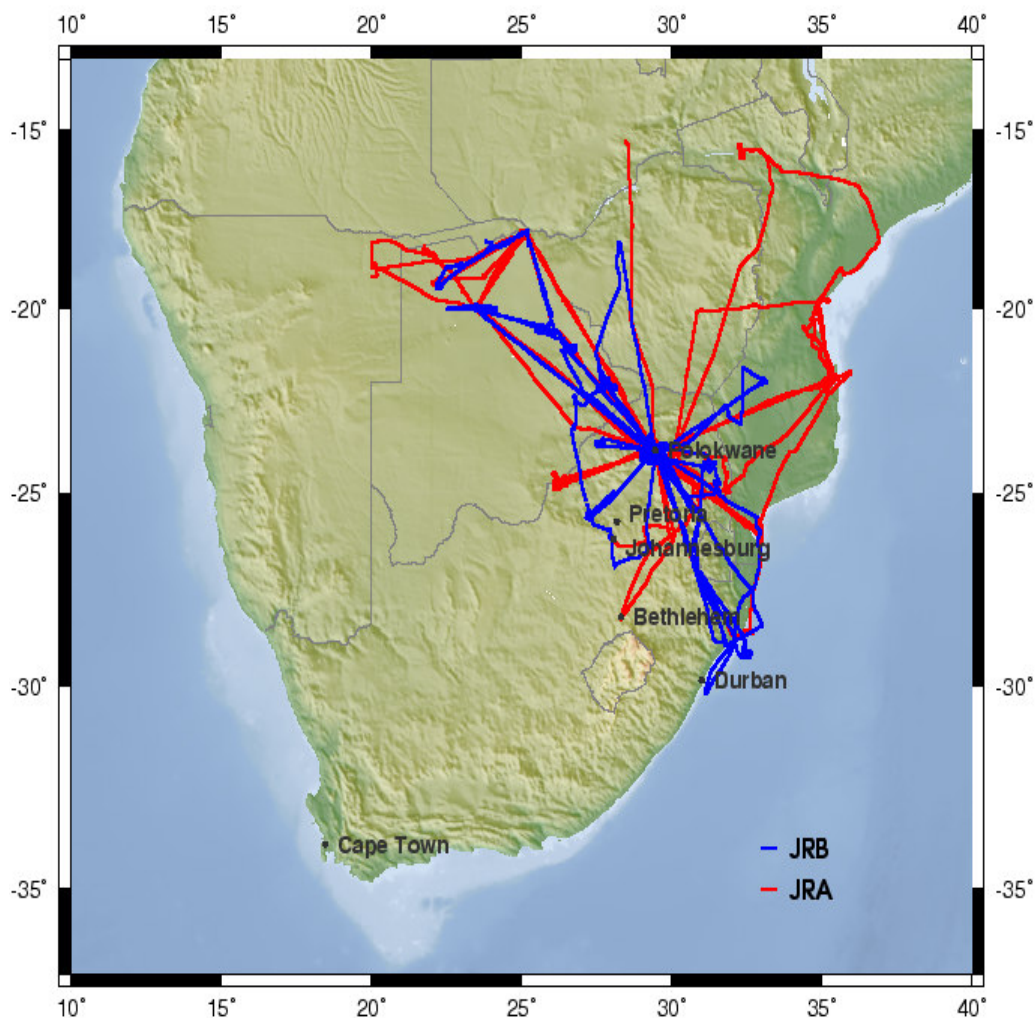 10° 15° 20° 25° 30° 35° 40°
-15° -15°
-20° -20°
Polokwane
-25° -25°
Pretoria
Johannesburg
Bethlehem
-30° Durban -30°
Cape Town JRB
-35° JRA -35°
10° 15° 20° 25° 30° 35° 40°